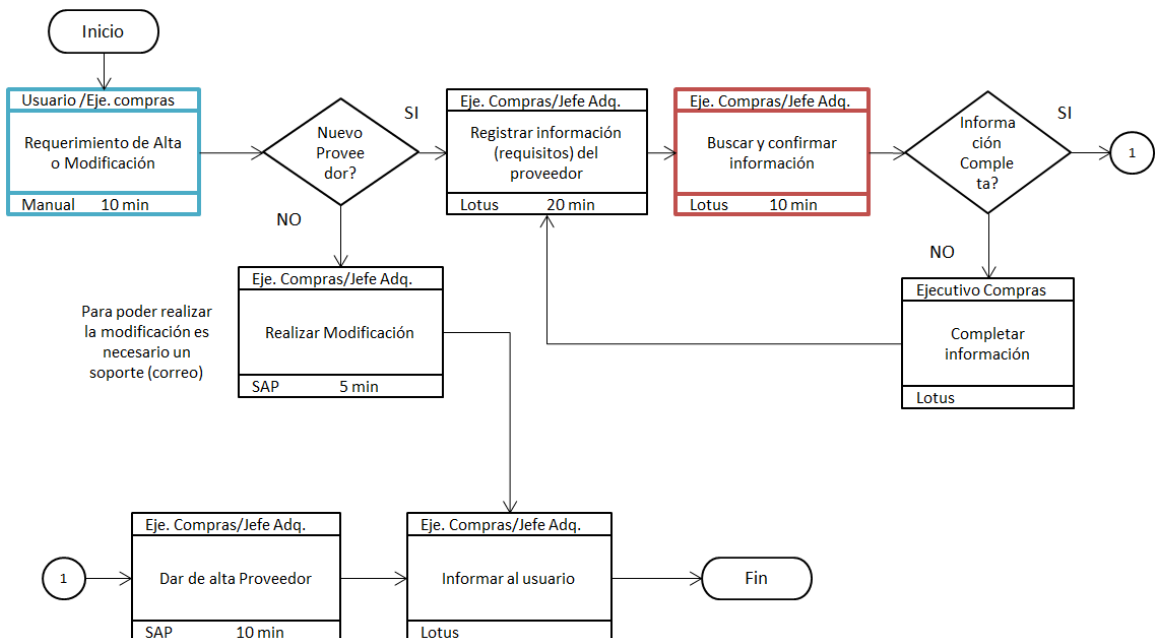 Inicio
Usuario /Eje. compras
Requerimiento de Alta
o Modificación
Manual 10 min
Nuevo
Provee
dor?
SI
NO
Eje. Compras/Jefe Adq.
Registrar información
(requisitos) del
proveedor
Lotus 20 min
Eje. Compras/Jefe Adq.
Buscar y confirmar
información
Lotus 10 min
Informa
ción
Comple
ta?
SI
1
NO
Ejecutivo Compras
Completar
información
Lotus
Eje. Compras/Jefe Adq.
Realizar Modificación
SAP 5 min
Para poder realizar
la modificación es
necesario un
soporte (correo)
1
Eje. Compras/Jefe Adq.
Dar de alta Proveedor
SAP 10 min
Eje. Compras/Jefe Adq.
Informar al usuario
Lotus
Fin